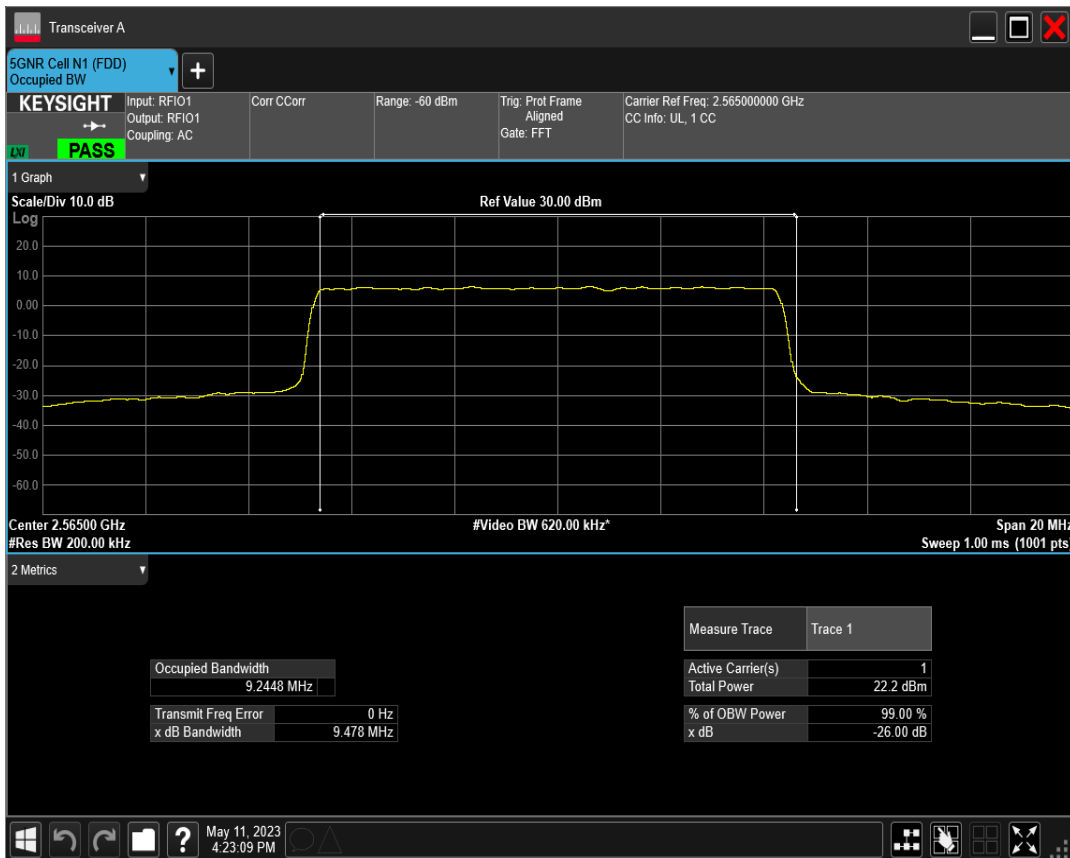 Transceiver A
5GNR Cell N1 (FDD)
Occupied BW
+
KEYSIGHT
LXI
PASS
Input: RFIO1
Output: RFIO1
Coupling: AC
Corr CCorr
Range: -60 dBm
Trig: Prot Frame
Aligned
Gate: FFT
Carrier Ref Freq: 2.565000000 GHz
CC Info: UL, 1 CC
1 Graph
Scale/Div 10.0 dB
Ref Value 30.00 dBm
Log
20.0
10.0
0.00
-10.0
-20.0
-30.0
-40.0
-50.0
-60.0
Center 2.56500 GHz
#Video BW 620.00 kHz*
Span 20 MHz
#Res BW 200.00 kHz
Sweep 1.00 ms (1001 pts)
2 Metrics
Measure Trace Trace 1
Occupied Bandwidth
9.2448 MHz
Active Carrier(s) 1
Total Power 22.2 dBm
Transmit Freq Error 0 Hz
x dB Bandwidth 9.478 MHz
% of OBW Power 99.00 %
x dB -26.00 dB
?
May 11, 2023
4:23:09 PM